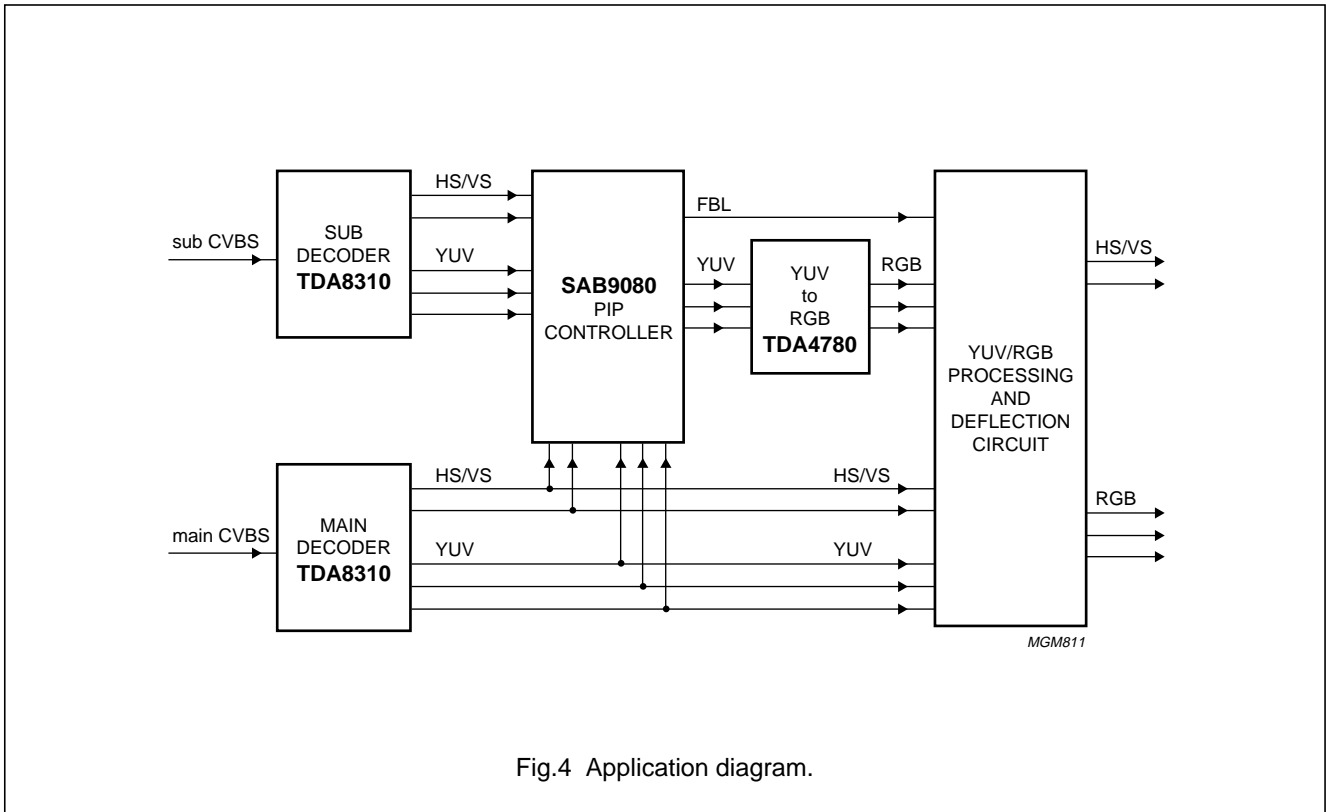 sub CVBS
SUB
DECODER
TDA8310
HS/VS
YUV
SAB9080
PIP
CONTROLLER
FBL
YUV
YUV
to
RGB
TDA4780
RGB
YUV/RGB
PROCESSING
AND
DEFLECTION
CIRCUIT
HS/VS
RGB
main CVBS
MAIN
DECODER
TDA8310
HS/VS
YUV
HS/VS
YUV
MGM811
Fig.4 Application diagram.